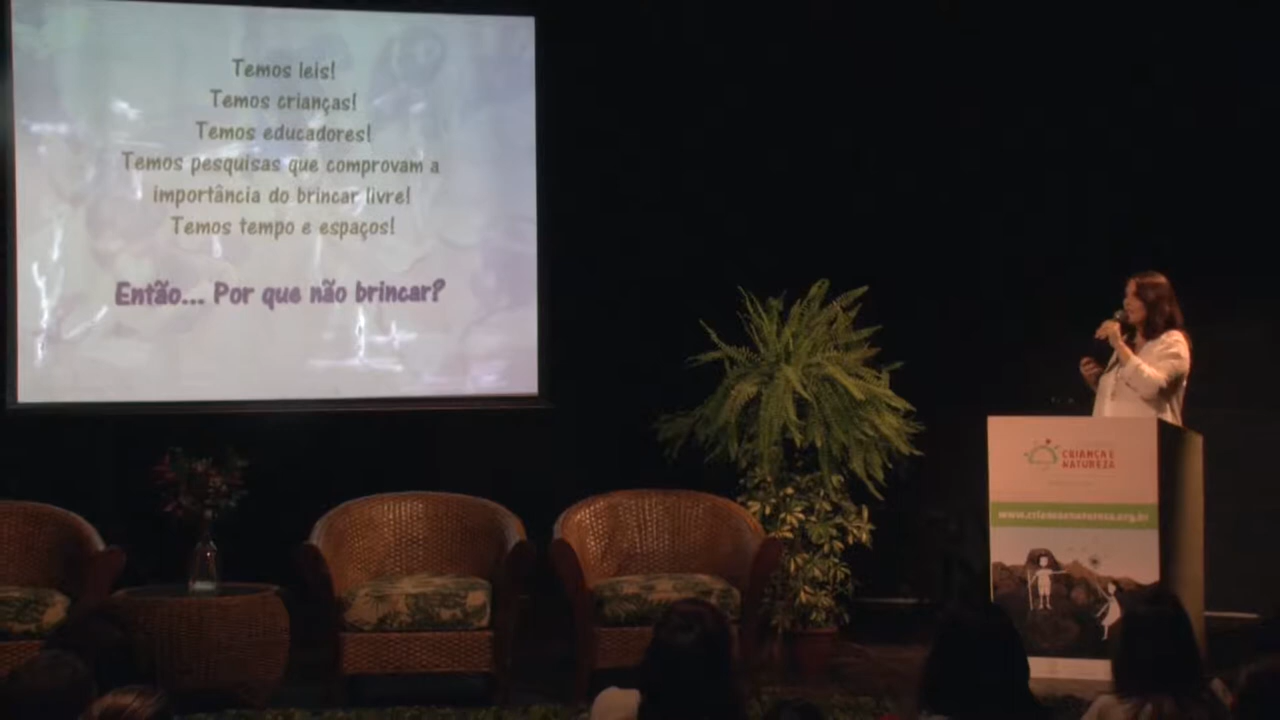 Temos leis!
Temos crianças!
Temos educadores!
Temos pesquisas que comprovam a
importância do brincar livre!
Temos tempo e espaços!
Então... Por que não brincar?
CRIANÇA E
NATUREZA
www.criancaenatureza.org.br